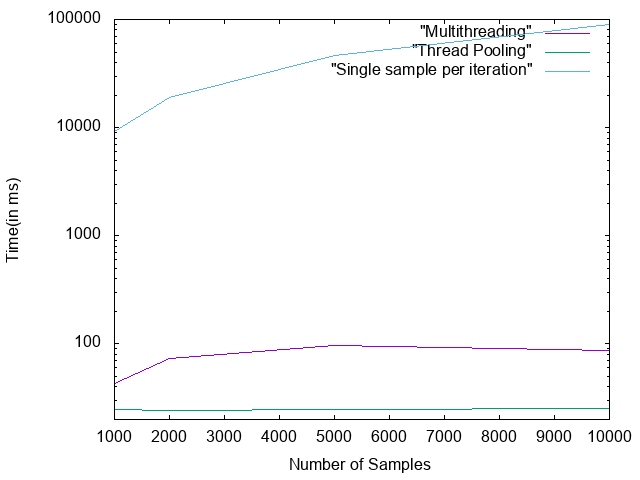 100000
10000
1000
100
Time(in ms)
"Multithreading"
"Thread Pooling"
"Single sample per iteration"
1000 2000 3000 4000 5000 6000 7000 8000 9000 10000
Number of Samples